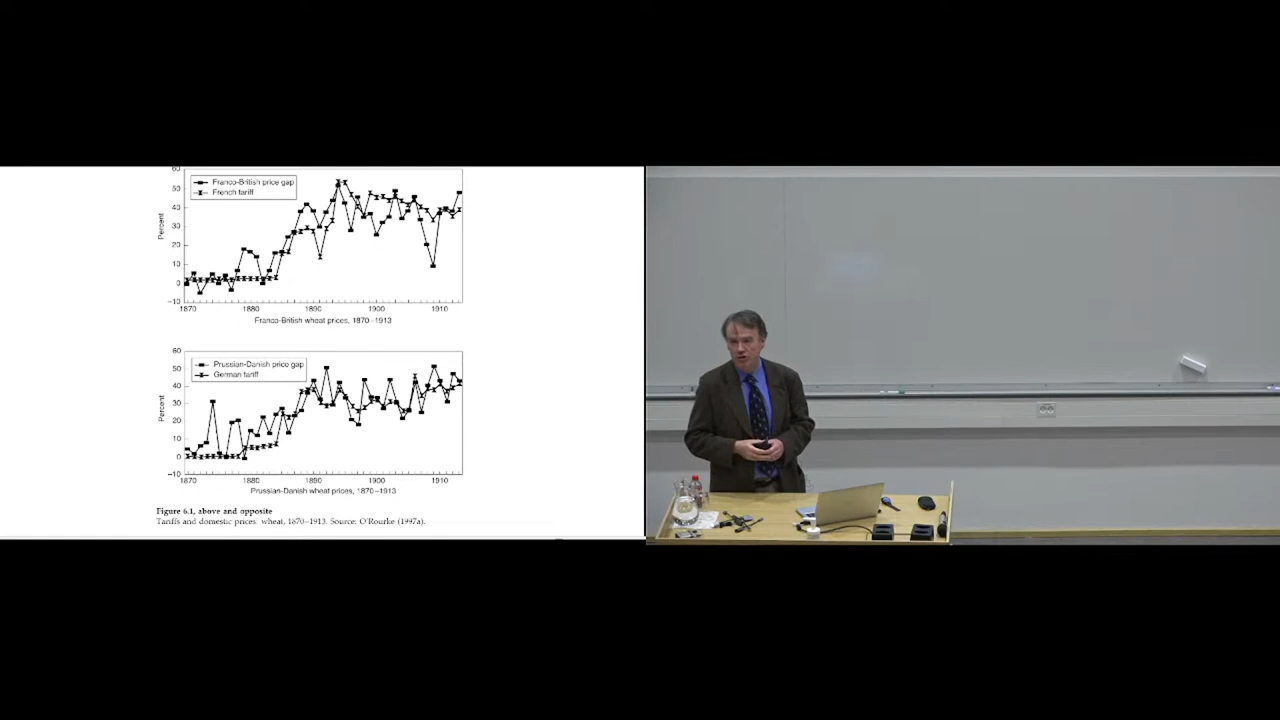 60
Franco-British price gap
French tariff
50
40
30
20
10
0
−10
Percent
1870 1880 1890 1900 1910
Franco-British wheat prices, 1870–1913
60
Prussian-Danish price gap
German tariff
50
40
30
20
10
0
−10
Percent
1870 1880 1890 1900 1910
Prussian-Danish wheat prices, 1870–1913
Figure 6.1, above and opposite
Tariffs and domestic prices: wheat, 1870–1913. Source: O'Rourke (1997a).